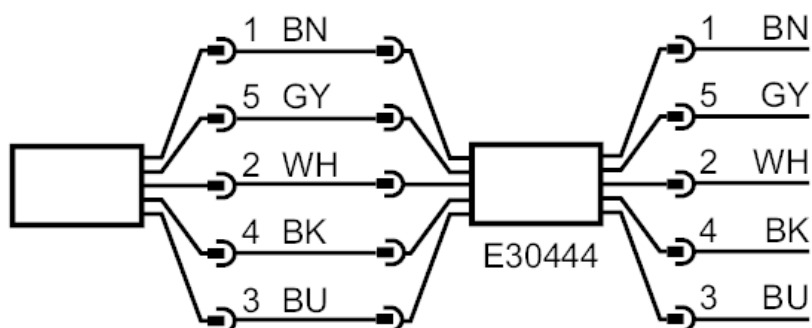 1 BN 1 BN
5 GY 5 GY
2 WH 2 WH
4 BK 4 BK
E30444
3 BU 3 BU